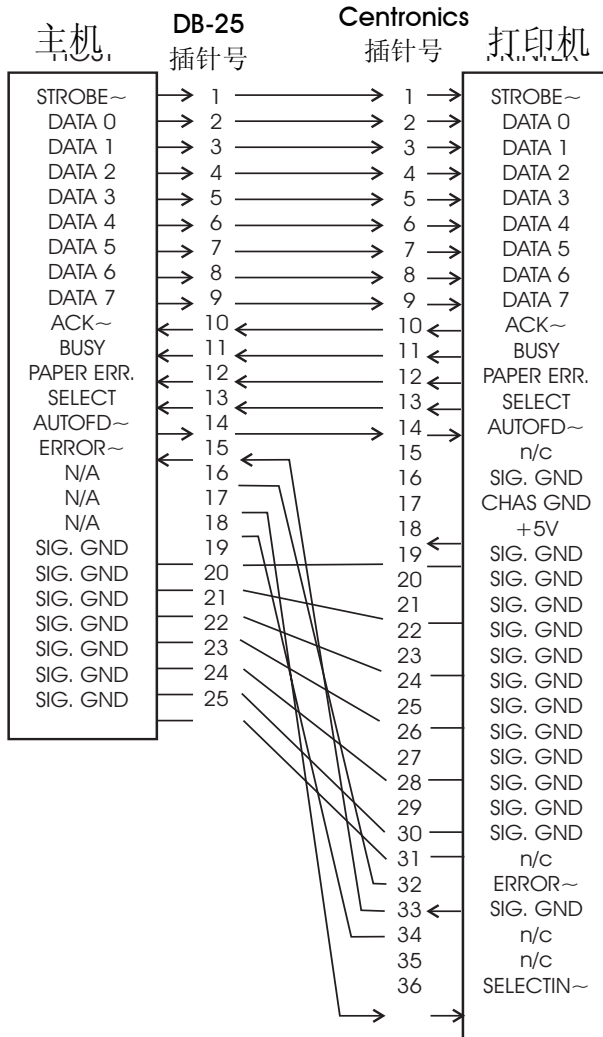 主机
HOST
DB-25
插针号
Centronics
插针号
打印机
PRINTER
STROBE~ 1 1 STROBE~
DATA 0 2 2 DATA 0
DATA 1 3 3 DATA 1
DATA 2 4 4 DATA 2
DATA 3 5 5 DATA 3
DATA 4 6 6 DATA 4
DATA 5 7 7 DATA 5
DATA 6 8 8 DATA 6
DATA 7 9 9 DATA 7
ACK~ 10 10 ACK~
BUSY 11 11 BUSY
PAPER ERR. 12 12 PAPER ERR.
SELECT 13 13 SELECT
AUTOFD~ 14 14 AUTOFD~
ERROR~ 15 15 n/c
N/A 16 16 SIG. GND
N/A 17 17 CHAS GND
N/A 18 18 +5V
SIG. GND 19 19 SIG. GND
SIG. GND 20 20 SIG. GND
SIG. GND 21 21 SIG. GND
SIG. GND 22 22 SIG. GND
SIG. GND 23 23 SIG. GND
SIG. GND 24 24 SIG. GND
SIG. GND 25 25 SIG. GND
26 SIG. GND
27 SIG. GND
28 SIG. GND
29 SIG. GND
30 SIG. GND
31 n/c
32 ERROR~
33 SIG. GND
34 n/c
35 n/c
36 SELECTIN~